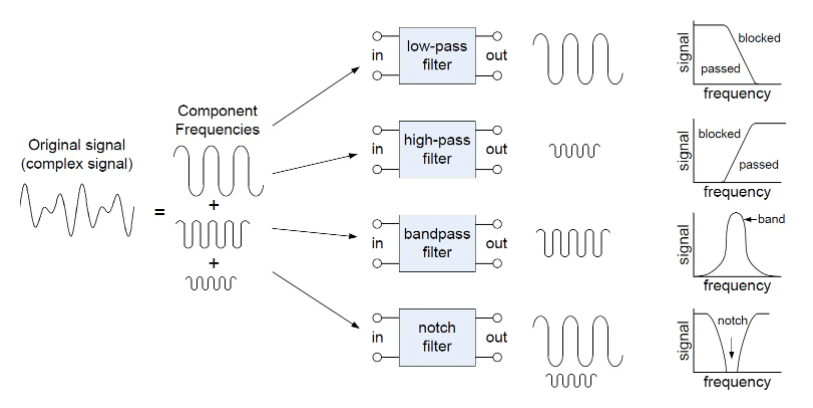 Original signal
(complex signal)
=
Component
Frequencies
+
+
in
low-pass
filter
out
signal
blocked
passed
frequency
in
high-pass
filter
out
signal
blocked
passed
frequency
in
bandpass
filter
out
signal
band
frequency
in
notch
filter
out
signal
notch
frequency